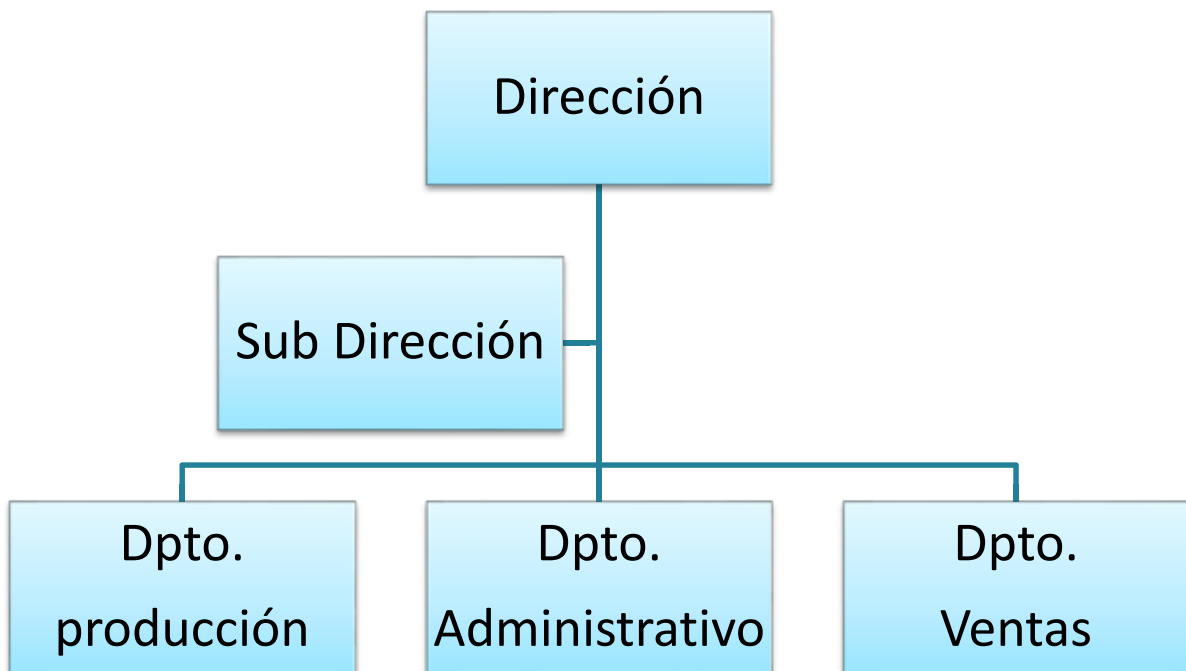 Dirección
Sub Dirección
Dpto.
producción
Dpto.
Administrativo
Dpto.
Ventas